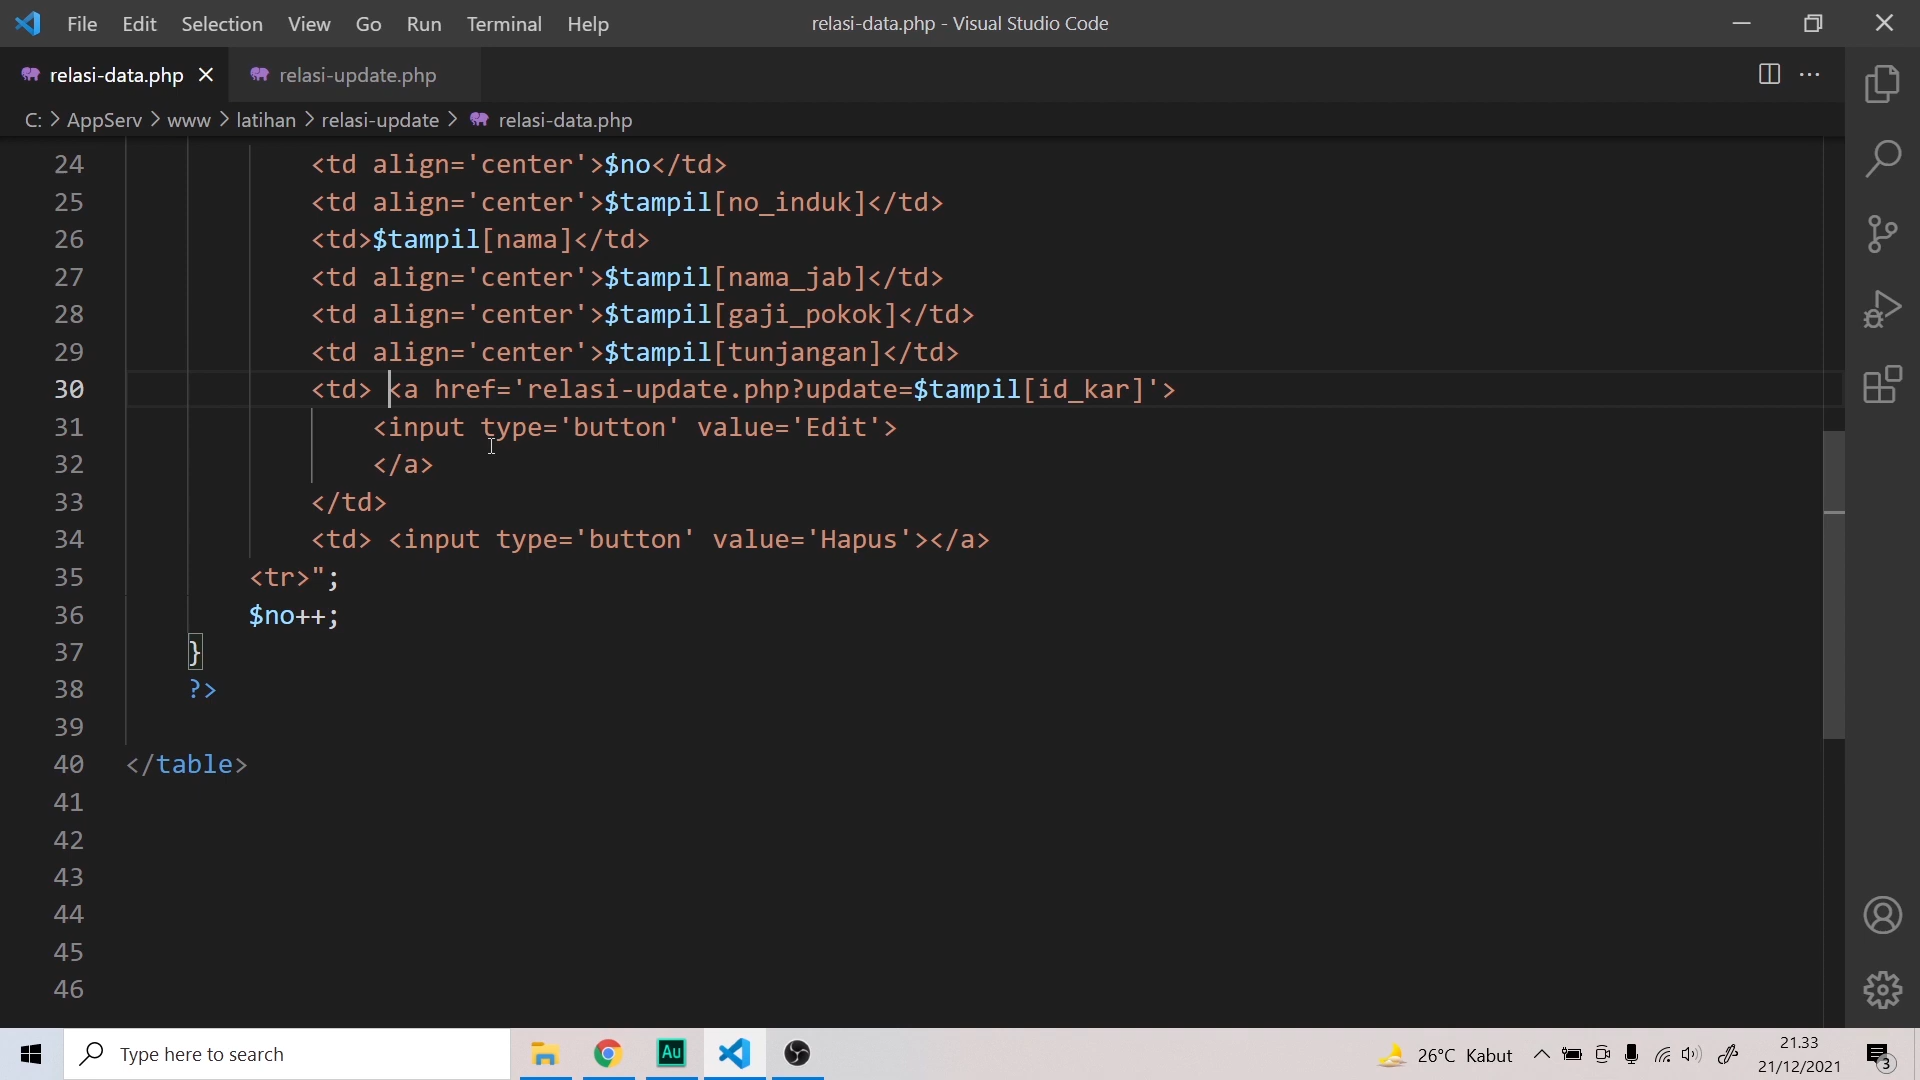 File Edit Selection View Go Run Terminal Help relasi-data.php - Visual Studio Code
relasi-data.php relasi-update.php
C: > AppServ > www > latihan > relasi-update > relasi-data.php
24 <td align='center'>$no</td>
25 <td align='center'>$tampil[no_induk]</td>
26 <td>$tampil[nama]</td>
27 <td align='center'>$tampil[nama_jab]</td>
28 <td align='center'>$tampil[gaji_pokok]</td>
29 <td align='center'>$tampil[tunjangan]</td>
30 <td> <a href='relasi-update.php?update=$tampil[id_kar]'>
31 <input type='button' value='Edit'>
32 </a>
33 </td>
34 <td> <input type='button' value='Hapus'></a>
35 <tr>";
36 $no++;
37 }
38 ?>
39
40 </table>
41
42
43
44
45
46
Type here to search Au 26°C Kabut 21.33
21/12/2021 3